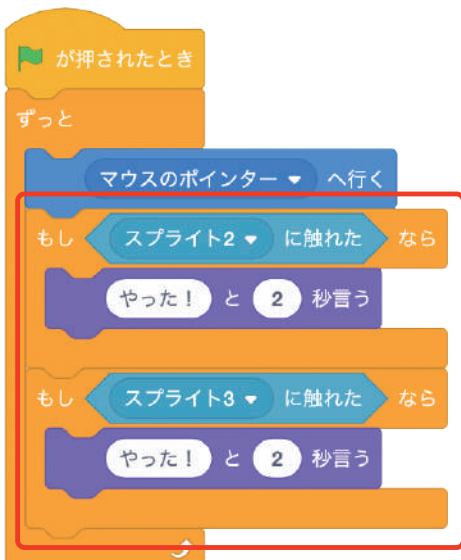 が押されたとき
ずっと
マウスのポインター へ行く
もし スプライト2 に触れた なら
やった！ と 2 秒言う
もし スプライト3 に触れた なら
やった！ と 2 秒言う